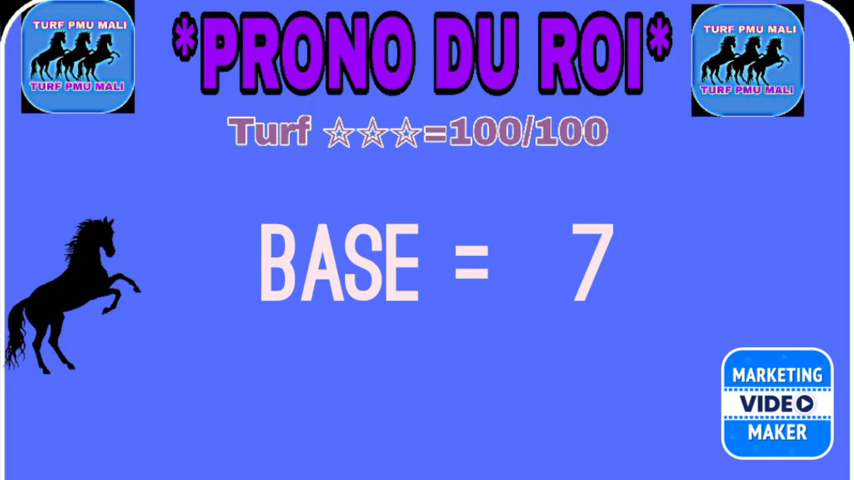 TURF PMU MALI
TURF PMU MALI
*PRONO DU ROI*
TURF PMU MALI
TURF PMU MALI
Turf ☆☆☆=100/100
BASE = 7
MARKETING
VIDEO
MAKER